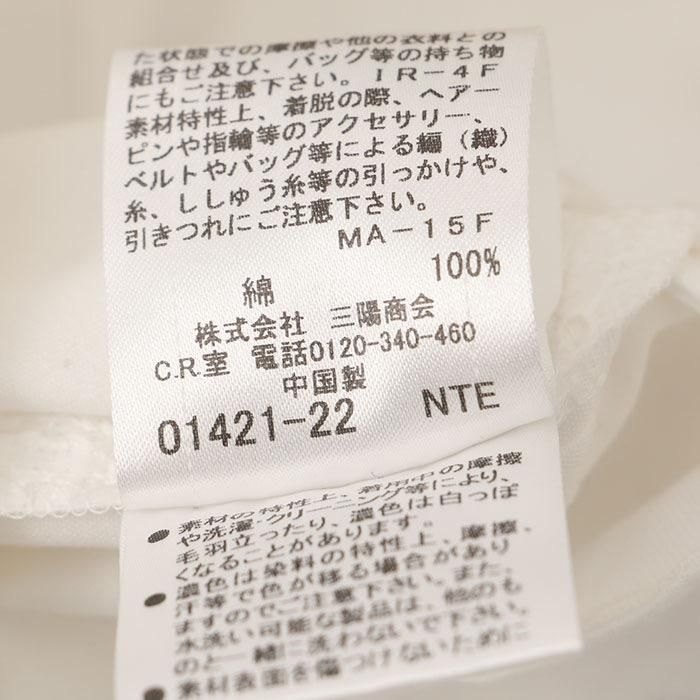 た状態での摩擦や他の衣料との
組合せ及び、バッグ等の持ち物
にもご注意下さい。IR-4F
素材特性上、着脱の際、ヘアー
ピンや指輪等のアクセサリー、
ベルトやバッグ等による編(織)
糸、ししゅう糸等の引っかけや、
引きつれにご注意下さい。
MA-15F
綿 100%
株式会社 三陽商会
C.R.室 電話0120-340-460
中国製
01421-22 NTE
●素材の特性上、着用中の摩擦
や洗濯・クリーニング等により、
毛羽立ったり、濃色は白っぽ
くなることがあります。
●濃色は染料の特性上、摩擦、
汗等で色が移る場合があり
ますのでご注意下さい。また、
水洗い可能な製品は、他のも
のと一緒に洗わないで下さい。
●素材表面を傷つけないために